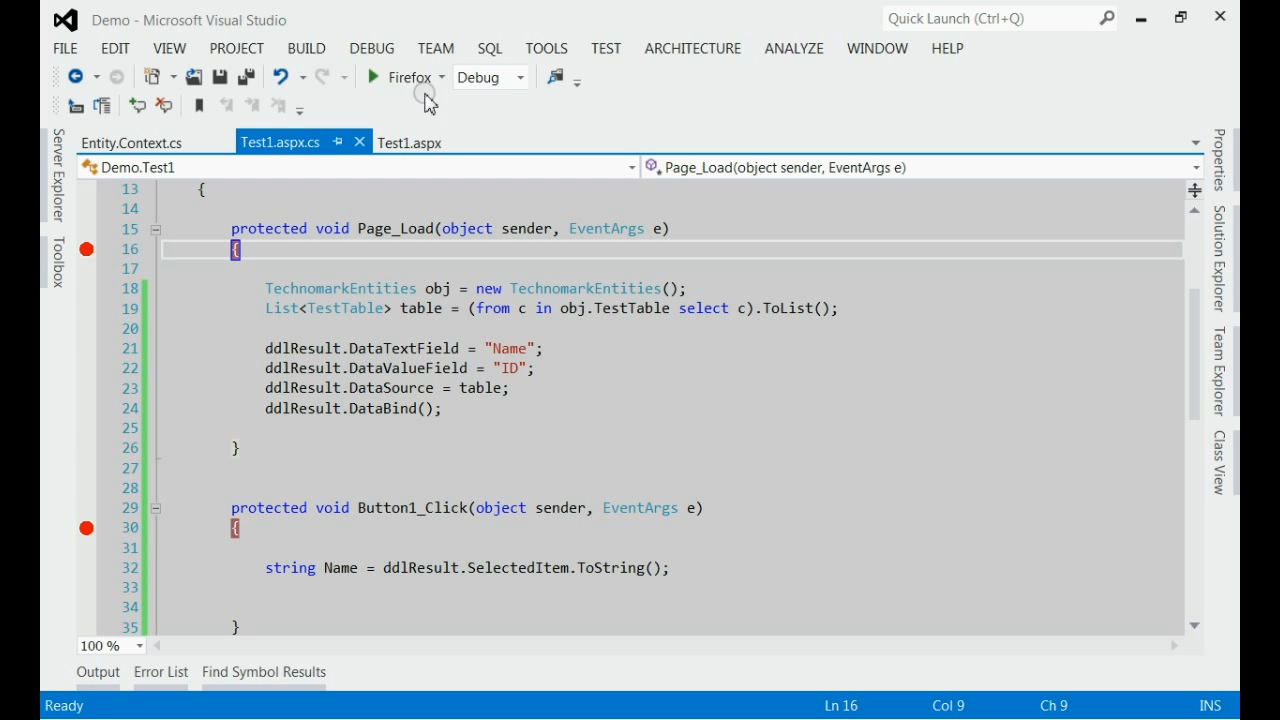 Demo - Microsoft Visual Studio
Quick Launch (Ctrl+Q)
FILE EDIT VIEW PROJECT BUILD DEBUG TEAM SQL TOOLS TEST ARCHITECTURE ANALYZE WINDOW HELP
Firefox Debug
Entity.Context.cs Test1.aspx.cs Test1.aspx
Demo.Test1 Page_Load(object sender, EventArgs e)
Server Explorer
Toolbox
13 {
14
15 protected void Page_Load(object sender, EventArgs e)
16 {
17
18 TechnomarkEntities obj = new TechnomarkEntities();
19 List<TestTable> table = (from c in obj.TestTable select c).ToList();
20
21 ddlResult.DataTextField = "Name";
22 ddlResult.DataValueField = "ID";
23 ddlResult.DataSource = table;
24 ddlResult.DataBind();
25
26 }
27
28
29 protected void Button1_Click(object sender, EventArgs e)
30 {
31
32 string Name = ddlResult.SelectedItem.ToString();
33
34
35 }
Properties
Solution Explorer
Team Explorer
Class View
100 %
Output Error List Find Symbol Results
Ready Ln 16 Col 9 Ch 9 INS